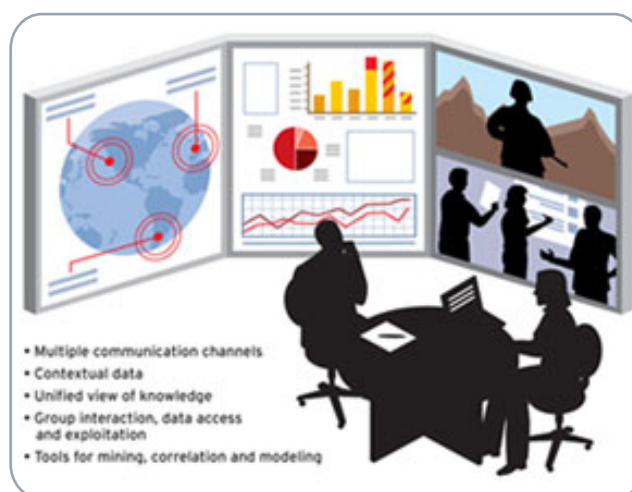 • Multiple communication channels
• Contextual data
• Unified view of knowledge
• Group interaction, data access
and exploitation
• Tools for mining, correlation and modeling